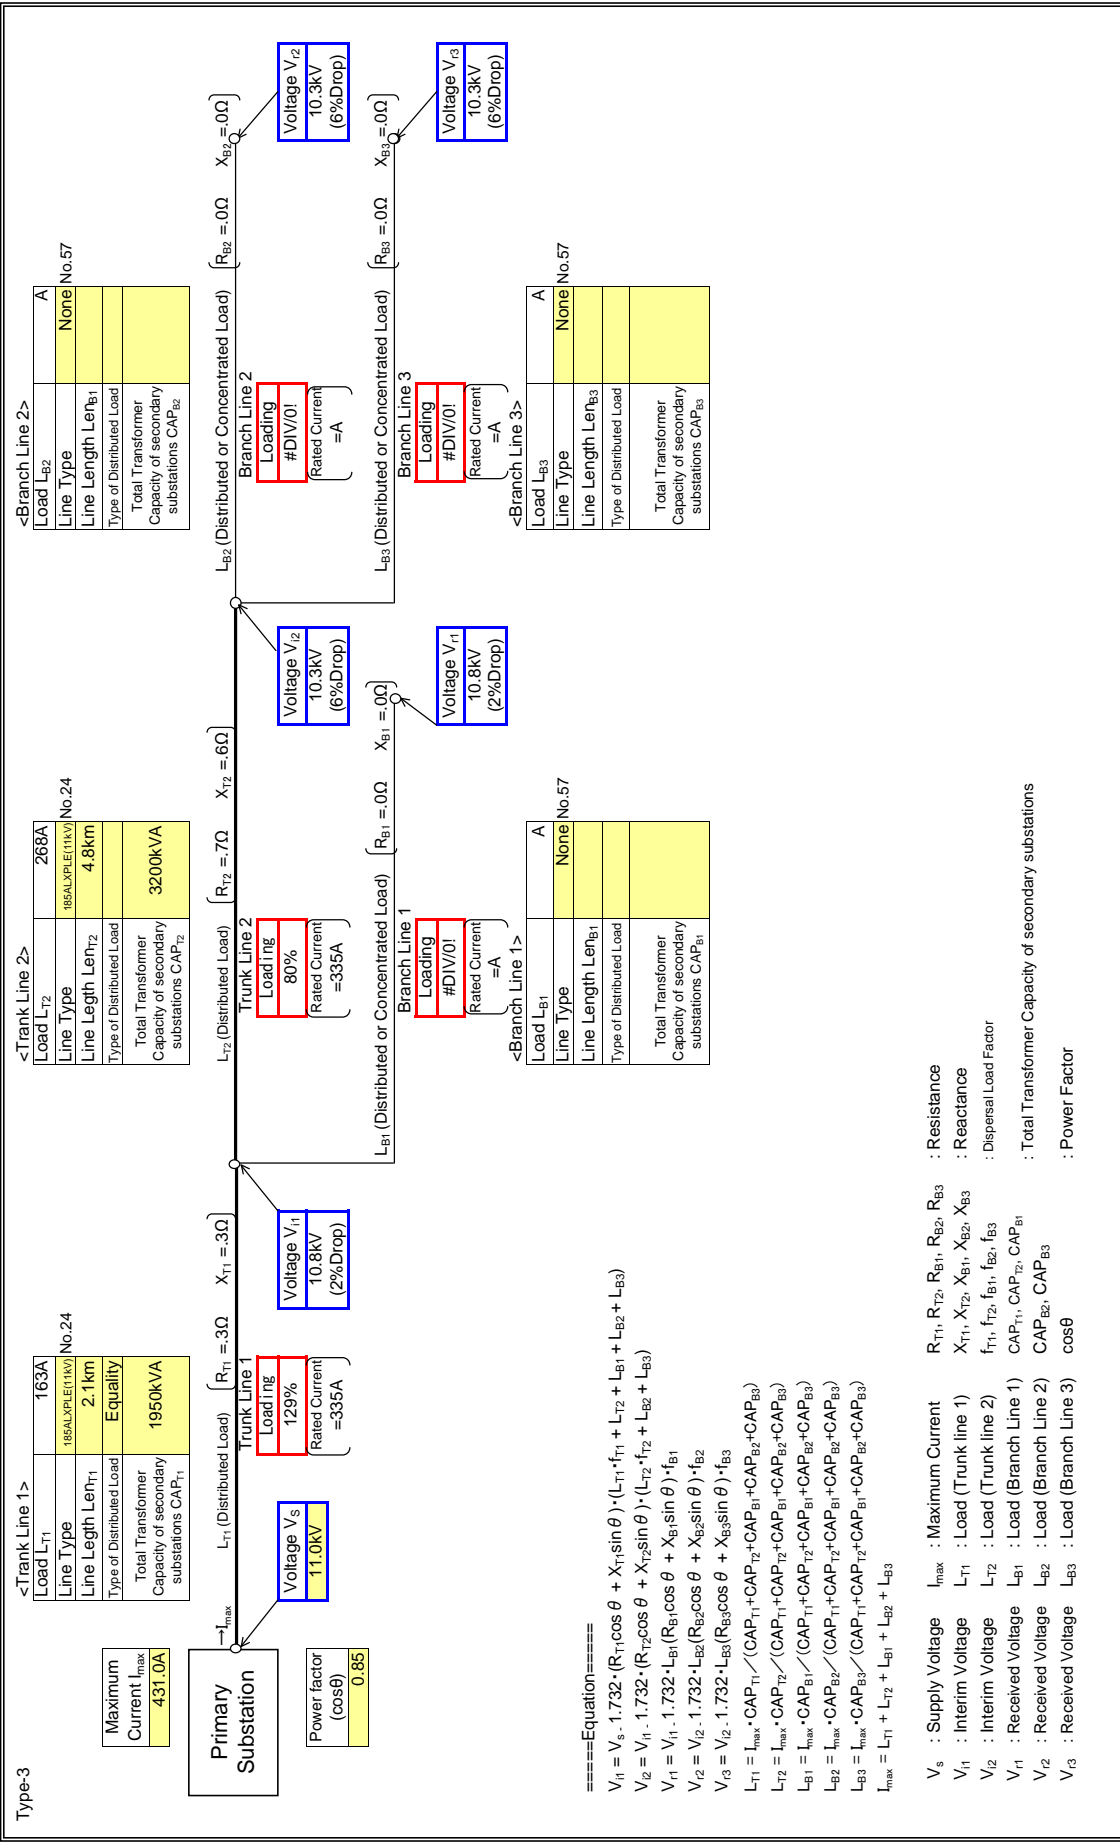 Type-3
Maximum
Current Imax
431.0A
<Trank Line 1>
Load LT1 163A
Line Type 185ALXPLE(11kV) No.24
Line Legth LenT1 2.1km
Type of Distributed Load Equality
Total Transformer
Capacity of secondary
substations CAPT1
1950kVA
<Trank Line 2>
Load LT2 268A
Line Type 185ALXPLE(11kV) No.24
Line Legth LenT2 4.8km
Type of Distributed Load
Total Transformer
Capacity of secondary
substations CAPT2
3200kVA
<Branch Line 2>
Load LB2 A
Line Type None No.57
Line Length LenB1
Type of Distributed Load
Total Transformer
Capacity of secondary
substations CAPB2
Primary
Substation
→Imax
LT1 (Distributed Load) RT1 =.3Ω XT1 =.3Ω
LT2 (Distributed Load) RT2 =.7Ω XT2 =.6Ω
LB2 (Distributed or Concentrated Load) RB2 =.0Ω XB2 =.0Ω
Voltage Vs
11.0kV
Trunk Line 1
Loading
129%
Rated Current
=335A
Voltage Vi1
10.8kV
(2%Drop)
Trunk Line 2
Loading
80%
Rated Current
=335A
Voltage Vi2
10.3kV
(6%Drop)
Branch Line 2
Loading
#DIV/0!
Rated Current
=A
Voltage Vr2
10.3kV
(6%Drop)
Power factor
(cosθ)
0.85
LB1 (Distributed or Concentrated Load) RB1 =.0Ω XB1 =.0Ω
LB3 (Distributed or Concentrated Load) RB3 =.0Ω XB3 =.0Ω
Branch Line 1
Loading
#DIV/0!
Rated Current
=A
Voltage Vr1
10.8kV
(2%Drop)
Branch Line 3
Loading
#DIV/0!
Rated Current
=A
Voltage Vr3
10.3kV
(6%Drop)
<Branch Line 1>
Load LB1 A
Line Type None No.57
Line Length LenB1
Type of Distributed Load
Total Transformer
Capacity of secondary
substations CAPB1
<Branch Line 3>
Load LB3 A
Line Type None No.57
Line Length LenB3
Type of Distributed Load
Total Transformer
Capacity of secondary
substations CAPB3
=====Equation=====
Vi1 = Vs - 1.732・(RT1cos θ + XT1sin θ)・(LT1・fT1 + LT2 + LB1 + LB2 + LB3)
Vi2 = Vi1 - 1.732・(RT2cos θ + XT2sin θ)・(LT2・fT2 + LB2 + LB3)
Vr1 = Vi1 - 1.732・LB1(RB1cos θ + XB1sin θ)・fB1
Vr2 = Vi2 - 1.732・LB2(RB2cos θ + XB2sin θ)・fB2
Vr3 = Vi2 - 1.732・LB3(RB3cos θ + XB3sin θ)・fB3
LT1 = Imax・CAPT1／(CAPT1+CAPT2+CAPB1+CAPB2+CAPB3)
LT2 = Imax・CAPT2／(CAPT1+CAPT2+CAPB1+CAPB2+CAPB3)
LB1 = Imax・CAPB1／(CAPT1+CAPT2+CAPB1+CAPB2+CAPB3)
LB2 = Imax・CAPB2／(CAPT1+CAPT2+CAPB1+CAPB2+CAPB3)
LB3 = Imax・CAPB3／(CAPT1+CAPT2+CAPB1+CAPB2+CAPB3)
Imax = LT1 + LT2 + LB1 + LB2 + LB3
Vs : Supply Voltage Imax : Maximum Current RT1, RT2, RB1, RB2, RB3 : Resistance
Vi1 : Interim Voltage LT1 : Load (Trunk line 1) XT1, XT2, XB1, XB2, XB3 : Reactance
Vi2 : Interim Voltage LT2 : Load (Trunk line 2) fT1, fT2, fB1, fB2, fB3 : Dispersal Load Factor
Vr1 : Received Voltage LB1 : Load (Branch Line 1) CAPT1, CAPT2, CAPB1
Vr2 : Received Voltage LB2 : Load (Branch Line 2) CAPB2, CAPB3 : Total Transformer Capacity of secondary substations
Vr3 : Received Voltage LB3 : Load (Branch Line 3) cosθ : Power Factor